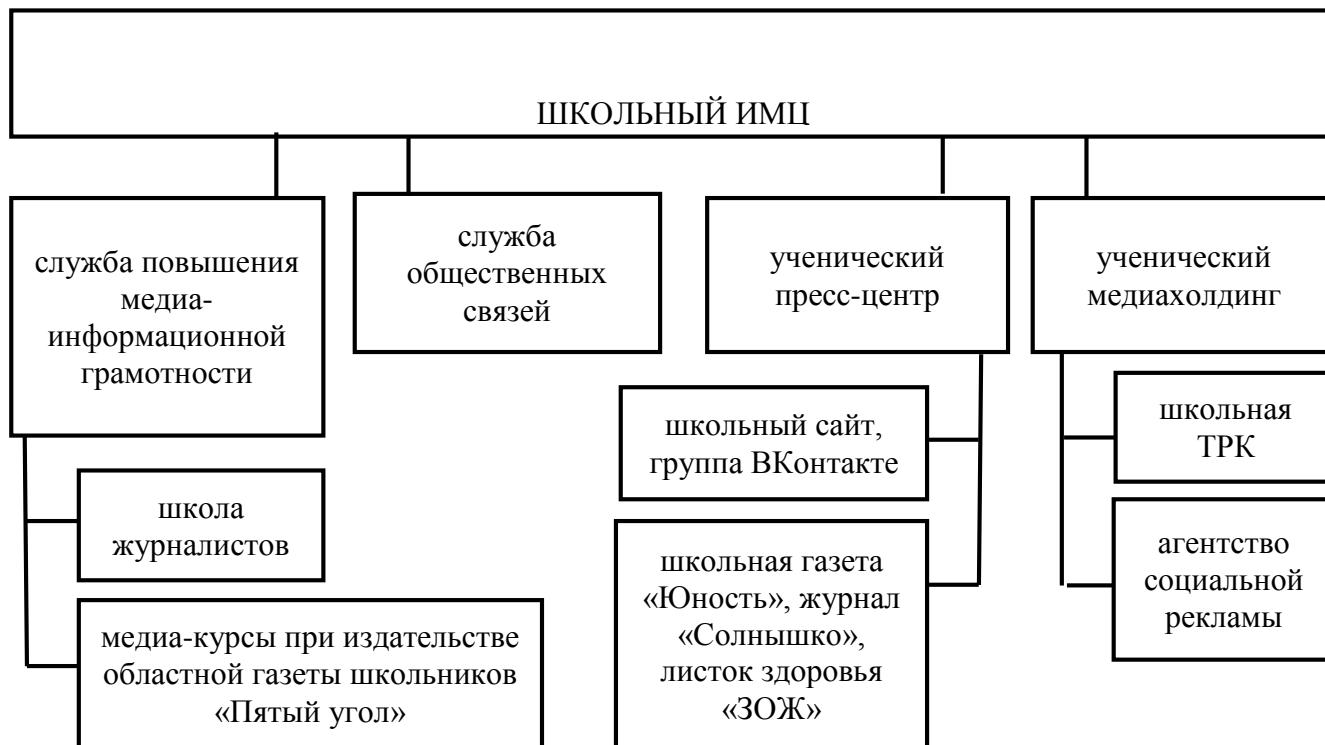 ШКОЛЬНЫЙ ИМЦ
служба повышения
медиа-
информационной
грамотности
служба
общественных
связей
ученический
пресс-центр
ученический
медиахолдинг
школа
журналистов
медиа-курсы при издательстве
областной газеты школьников
«Пятый угол»
школьный сайт,
группа ВКонтакте
школьная газета
«Юность», журнал
«Солнышко»,
листок здоровья
«ЗОЖ»
школьная
ТРК
агентство
социальной
рекламы